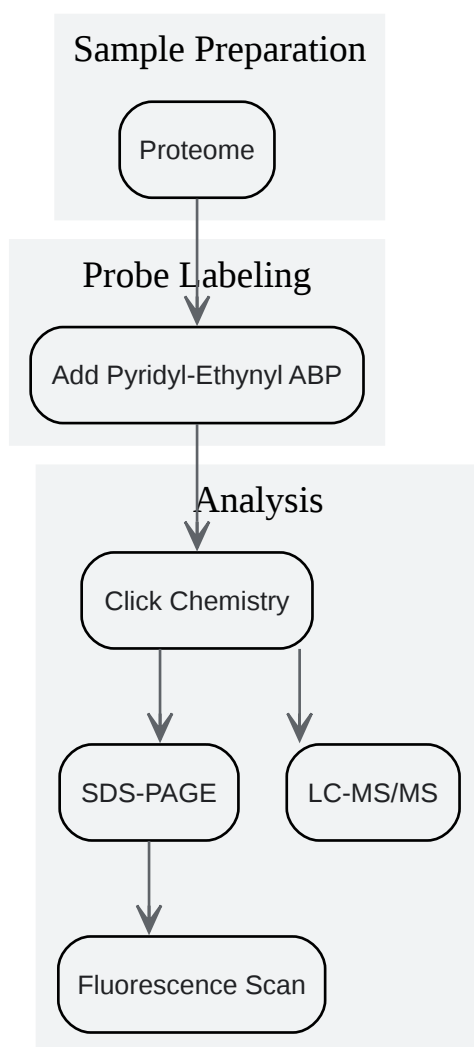 Sample Preparation
Proteome
Probe Labeling
Add Pyridyl-Ethynyl ABP
Analysis
Click Chemistry
SDS-PAGE
LC-MS/MS
Fluorescence Scan